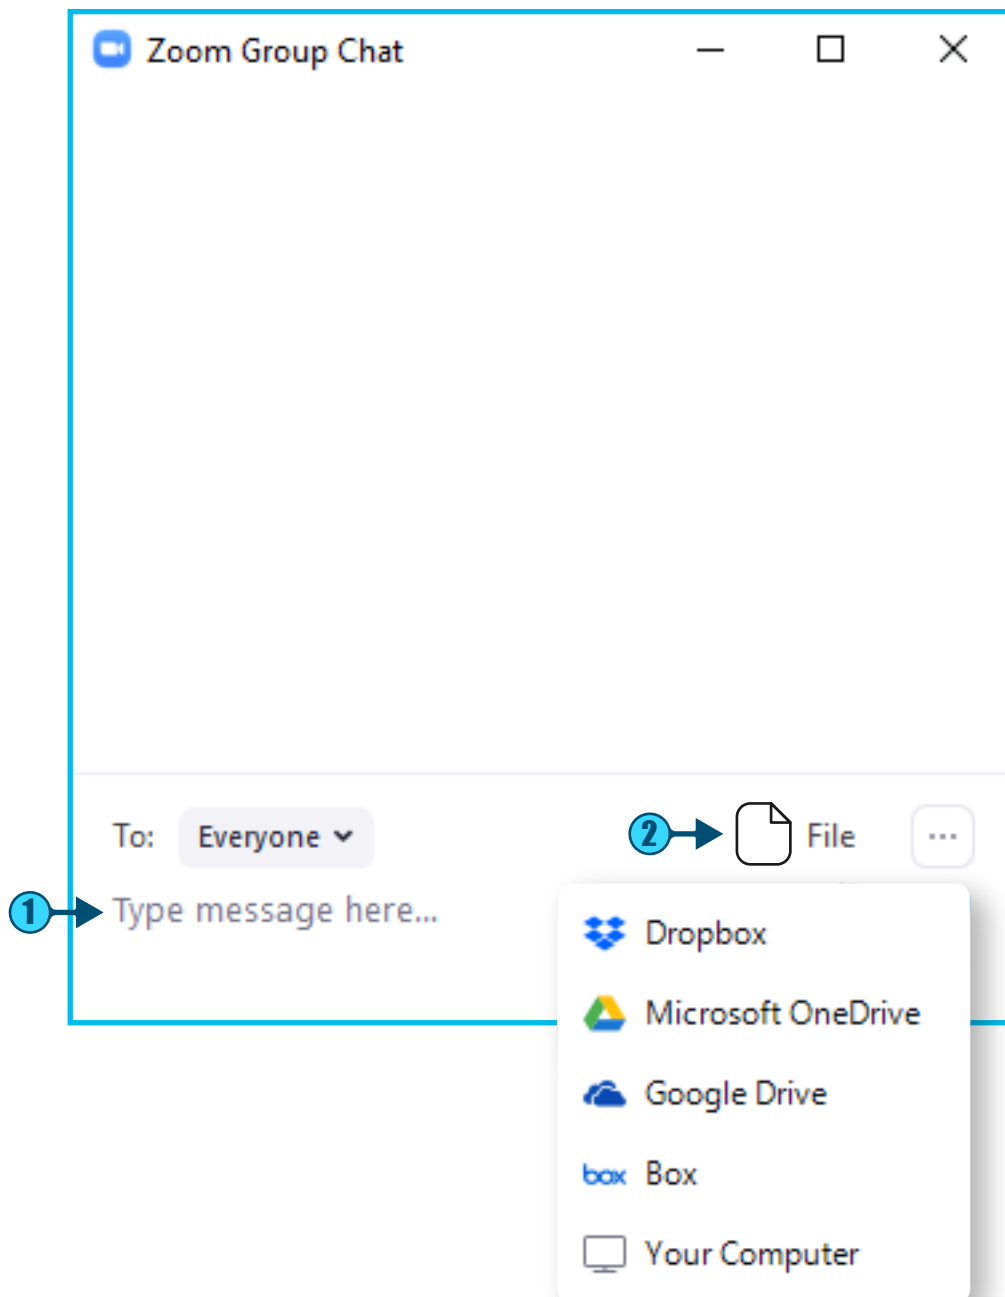 Zoom Group Chat
To: Everyone
2
File
...
1
Type message here...
Dropbox
Microsoft OneDrive
Google Drive
box Box
Your Computer